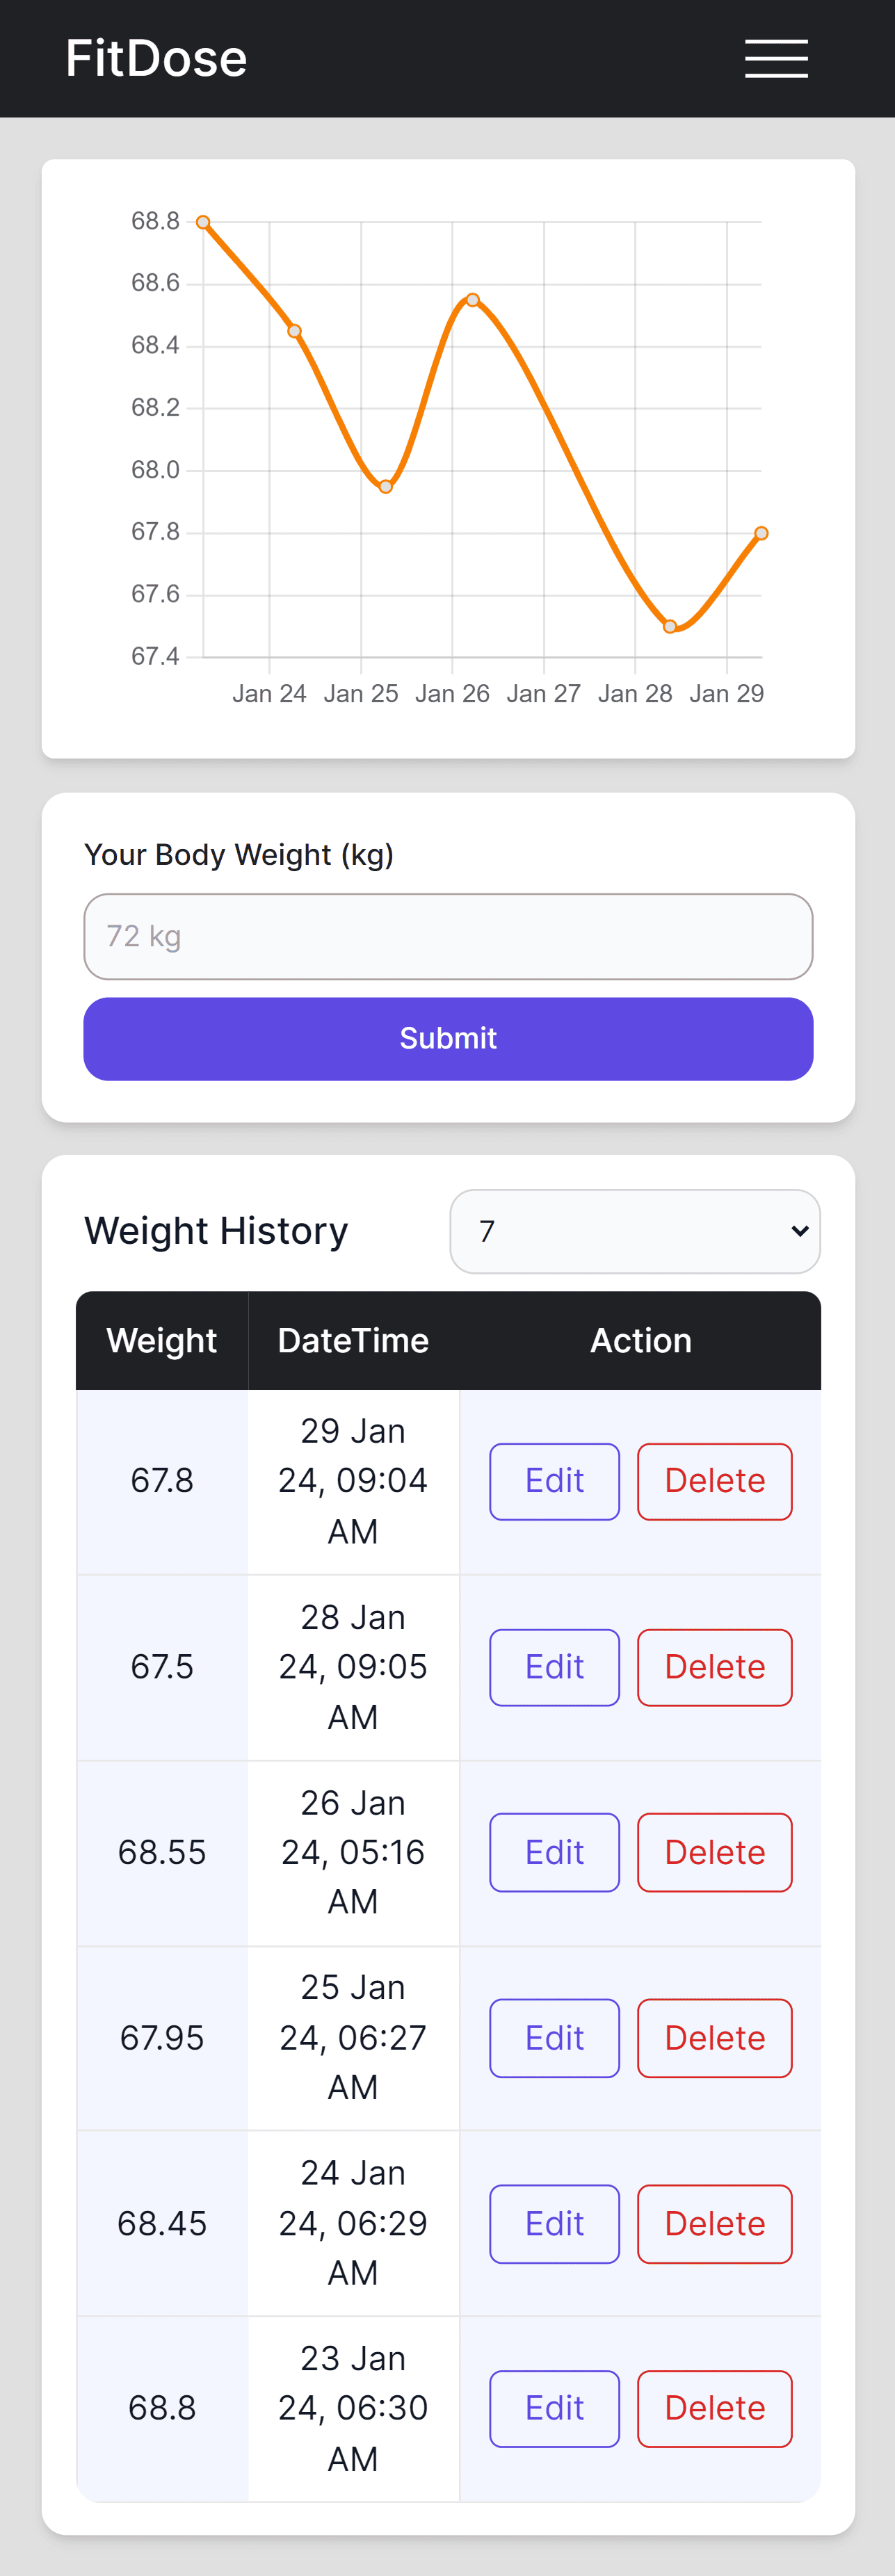 FitDose
68.8
68.6
68.4
68.2
68.0
67.8
67.6
67.4
Jan 24 Jan 25 Jan 26 Jan 27 Jan 28 Jan 29
Your Body Weight (kg)
72 kg
Submit
Weight History 7
Weight DateTime Action
29 Jan
67.8 24, 09:04 Edit Delete
AM
28 Jan
67.5 24, 09:05 Edit Delete
AM
26 Jan
68.55 24, 05:16 Edit Delete
AM
25 Jan
67.95 24, 06:27 Edit Delete
AM
24 Jan
68.45 24, 06:29 Edit Delete
AM
23 Jan
68.8 24, 06:30 Edit Delete
AM